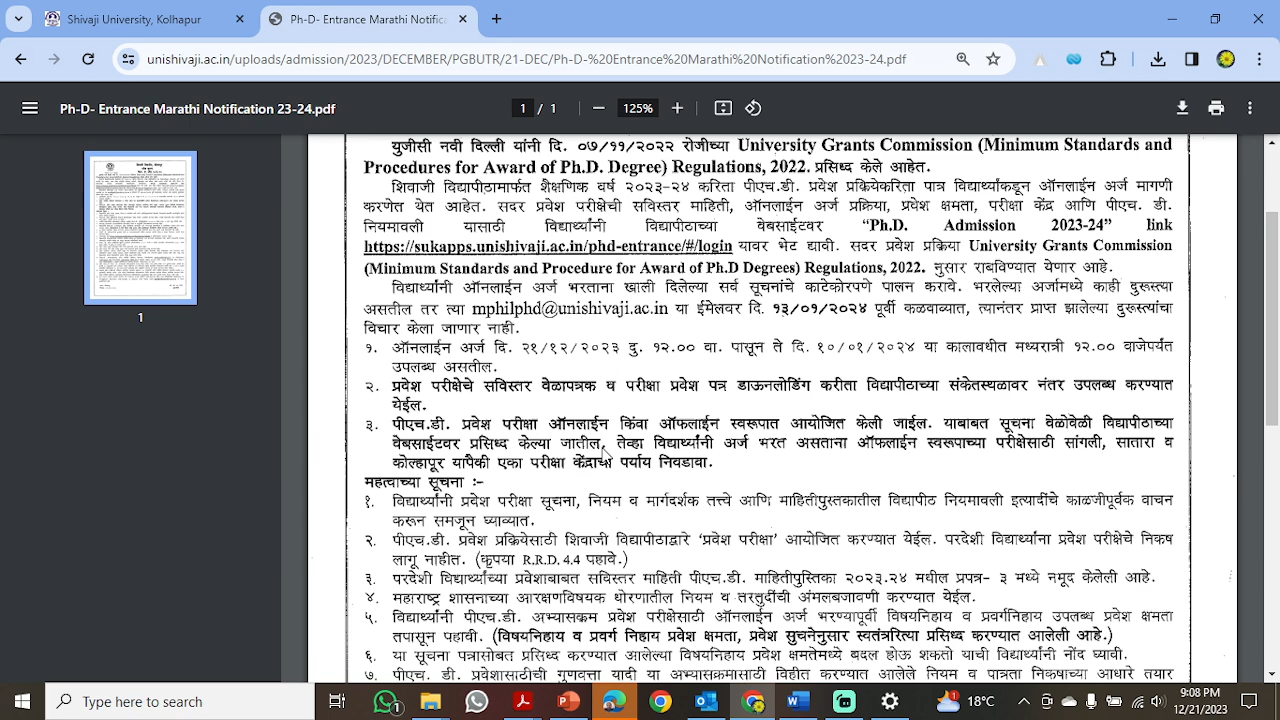 Shivaji University, Kolhapur
Ph-D- Entrance Marathi Notificat
unishivaji.ac.in/uploads/admission/2023/DECEMBER/PGBUTR/21-DEC/Ph-D-%20Entrance%20Marathi%20Notification%2023-24.pdf
Ph-D- Entrance Marathi Notification 23-24.pdf
1 / 1
125%
1
युजीसी नवी दिल्ली यांनी दि. ०७/११/२०२२ रोजीच्या University Grants Commission (Minimum Standards and
Procedures for Award of Ph.D. Degree) Regulations, 2022. प्रसिध्द केले आहेत.
शिवाजी विद्यापीठामार्फत शैक्षणिक वर्ष २०२३-२४ करिता पीएच.डी. प्रवेश प्रक्रियेकरिता पात्र विद्यार्थ्यांकडून ऑनलाईन अर्ज मागणी
करणेत येत आहेत. सदर प्रवेश परीक्षेची सविस्तर माहिती, ऑनलाईन अर्ज प्रक्रिया, प्रवेश क्षमता, परीक्षा केंद्र आणि पीएच. डी.
नियमावली यासाठी विद्यार्थ्यांनी विद्यापीठाच्या वेबसाईटवर “Ph.D. Admission 2023-24” link
https://sukapps.unishivaji.ac.in/phd-entrance/#/login यावर भेट द्यावी. सदर प्रवेश प्रक्रिया University Grants Commission
(Minimum Standards and Procedure for Award of Ph.D Degrees) Regulations, 2022. नुसार राबविण्यात येणार आहे.
विद्यार्थ्यांनी ऑनलाईन अर्ज भरताना खाली दिलेल्या सर्व सूचनांचे काटेकोरपणे पालन करावे. भरलेल्या अर्जामध्ये काही दुरूस्त्या
असतील तर त्या mphilphd@unishivaji.ac.in या ईमेलवर दि. १३/०१/२०२४ पूर्वी कळवाव्यात, त्यानंतर प्राप्त झालेल्या दुरूस्त्यांचा
विचार केला जाणार नाही.
१. ऑनलाईन अर्ज दि. २१/१२/२०२३ दु. १२.०० वा. पासून ते दि. १०/०१/२०२४ या कालावधीत मध्यरात्री १२.०० वाजेपर्यंत
उपलब्ध असतील.
२. प्रवेश परीक्षेचे सविस्तर वेळापत्रक व परीक्षा प्रवेश पत्र डाऊनलोडिंग करीता विद्यापीठाच्या संकेतस्थळावर नंतर उपलब्ध करण्यात
येईल.
३. पीएच.डी. प्रवेश परीक्षा ऑनलाईन किंवा ऑफलाईन स्वरूपात आयोजित केली जाईल. याबाबत सूचना वेळोवेळी विद्यापीठाच्या
वेबसाईटवर प्रसिध्द केल्या जातील, तेव्हा विद्यार्थ्यांनी अर्ज भरत असताना ऑफलाईन स्वरूपाच्या परीक्षेसाठी सांगली, सातारा व
कोल्हापूर यांपैकी एका परीक्षा केंद्राचा पर्याय निवडावा.
महत्वाच्या सूचना :-
१. विद्यार्थ्यांनी प्रवेश परीक्षा सूचना, नियम व मार्गदर्शक तत्त्वे आणि माहितीपुस्तकातील विद्यापीठ नियमावली इत्यादींचे काळजीपूर्वक वाचन
करून समजून घ्याव्यात.
२. पीएच.डी. प्रवेश प्रक्रियेसाठी शिवाजी विद्यापीठाद्वारे ‘प्रवेश परीक्षा’ आयोजित करण्यात येईल. परदेशी विद्यार्थ्यांना प्रवेश परीक्षेचे निकष
लागू नाहीत. (कृपया R.R.D. 4.4 पहावे.)
३. परदेशी विद्यार्थ्यांच्या प्रवेशाबाबत सविस्तर माहिती पीएच.डी. माहितीपुस्तिका २०२३.२४ मधील प्रपत्र- ३ मध्ये नमूद केलेली आहे.
४. महाराष्ट्र शासनाच्या आरक्षणविषयक धोरणातील नियम व तरतुदींची अंमलबजावणी करण्यात येईल.
५. विद्यार्थ्यांनी पीएच.डी. अभ्यासक्रम प्रवेश परीक्षेसाठी ऑनलाईन अर्ज भरण्यापूर्वी विषयनिहाय व प्रवर्गनिहाय उपलब्ध प्रवेश क्षमता
तपासून पहावी. (विषयनिहाय व प्रवर्ग निहाय प्रवेश क्षमता, प्रवेश सुचनेनुसार स्वतंत्ररित्या प्रसिध्द करण्यात आलेली आहे.)
६. या सूचना पत्रासोबत प्रसिध्द करण्यात आलेल्या विषयनिहाय प्रवेश क्षमतेमध्ये बदल होऊ शकतो याची विद्यार्थ्यांनी नोंद घ्यावी.
७. पीएच. डी. प्रवेशासाठीची गुणवत्ता यादी या अभ्यासक्रमासाठी विहीत करण्यात आलेले नियम व पात्रता निकषाच्या आधारे तयार
Type here to search
1
18°C
9:08 PM
12/21/2023